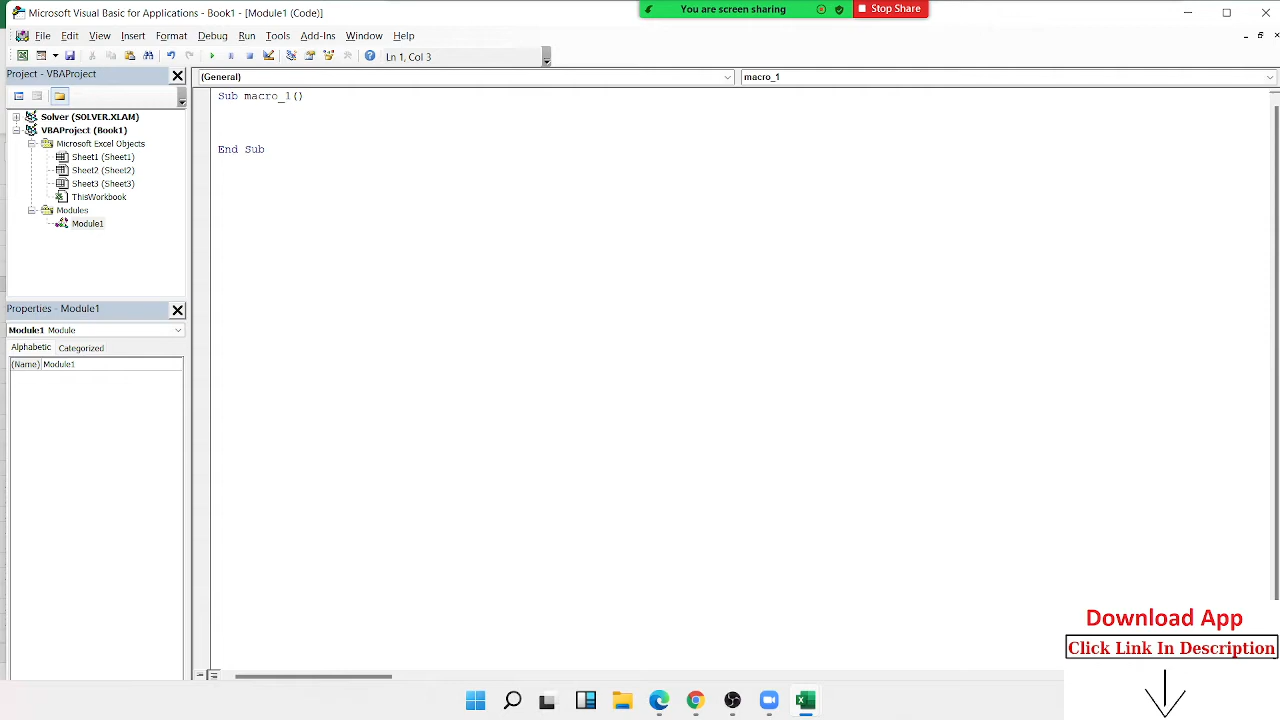 Microsoft Visual Basic for Applications - Book1 - [Module1 (Code)]
You are screen sharing
Stop Share
File Edit View Insert Format Debug Run Tools Add-Ins Window Help
Ln 1, Col 3
Project - VBAProject
(General)
macro_1
Sub macro_1()
End Sub
Solver (SOLVER.XLAM)
VBAProject (Book1)
Microsoft Excel Objects
Sheet1 (Sheet1)
Sheet2 (Sheet2)
Sheet3 (Sheet3)
ThisWorkbook
Modules
Module1
Properties - Module1
Module1 Module
Alphabetic Categorized
(Name) Module1
Download App
Click Link In Description